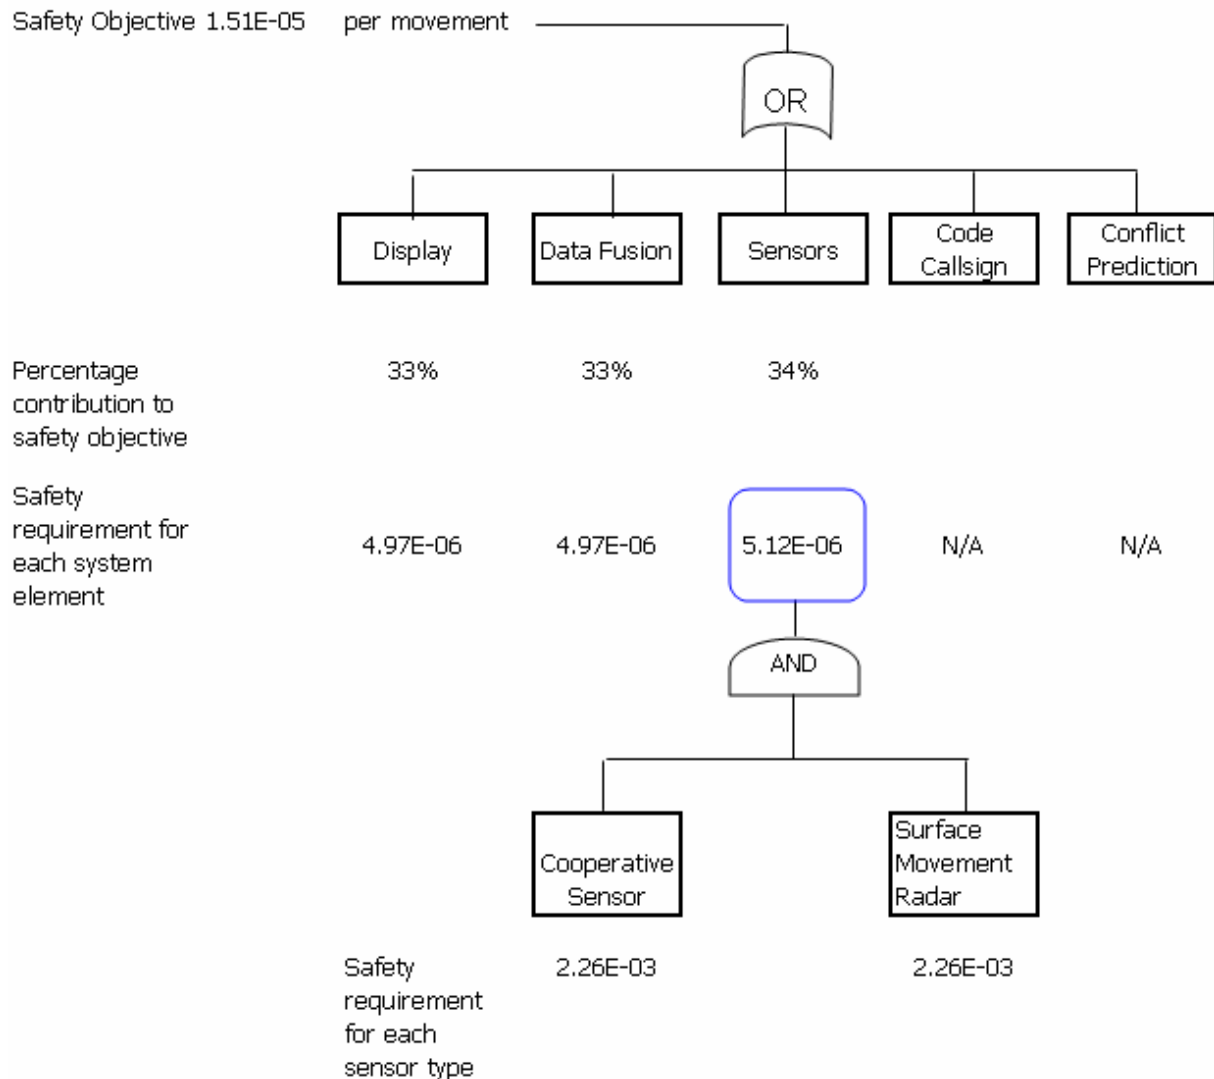 Safety Objective 1.51E-05 per movement
OR
Display
Data Fusion
Sensors
Code
Callsign
Conflict
Prediction
Percentage
contribution to
safety objective
33%
33%
34%
Safety
requirement for
each system
element
4.97E-06
4.97E-06
5.12E-06
N/A
N/A
AND
Cooperative
Sensor
Surface
Movement
Radar
Safety
requirement
for each
sensor type
2.26E-03
2.26E-03